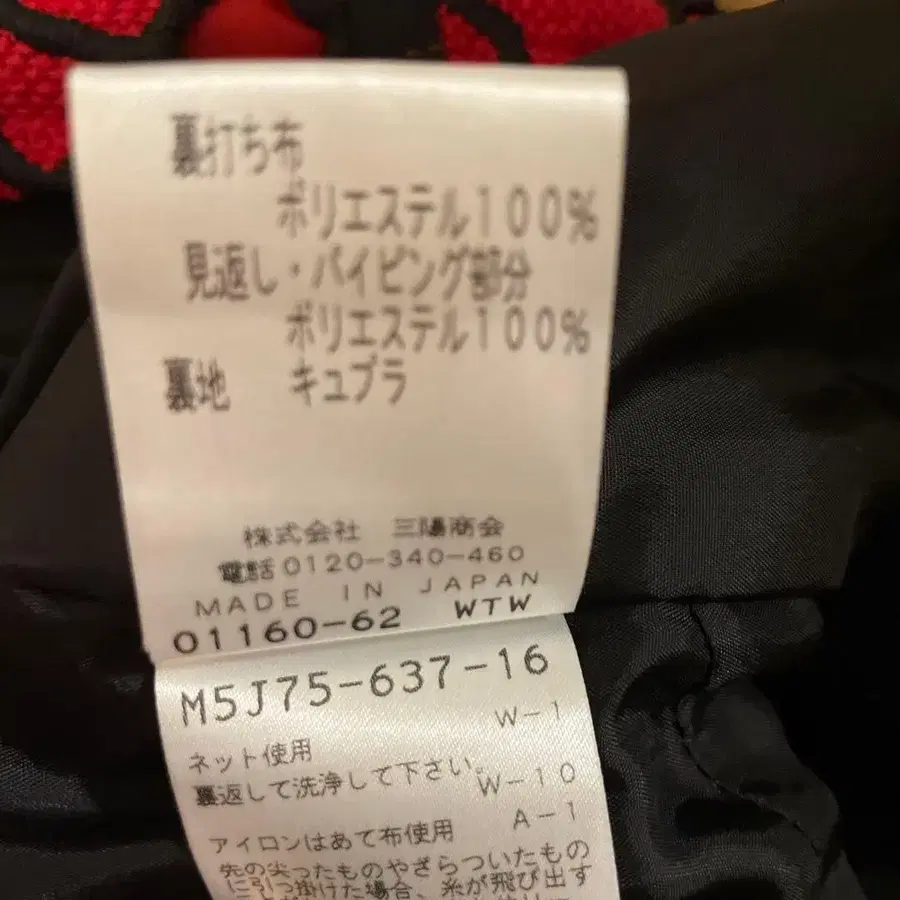 裏打ち布
ポリエステル100%
見返し・パイピング部分
ポリエステル100%
裏地 キュプラ
株式会社 三陽商会
電話0120-340-460
MADE IN JAPAN
01160-62 WTW
M5J75-637-16
W-1
ネット使用
裏返して洗浄して下さい。
W-10
A-1
アイロンはあて布使用
先の尖ったものやざらついたもの
に引っ掛けた場合、糸が飛び出す